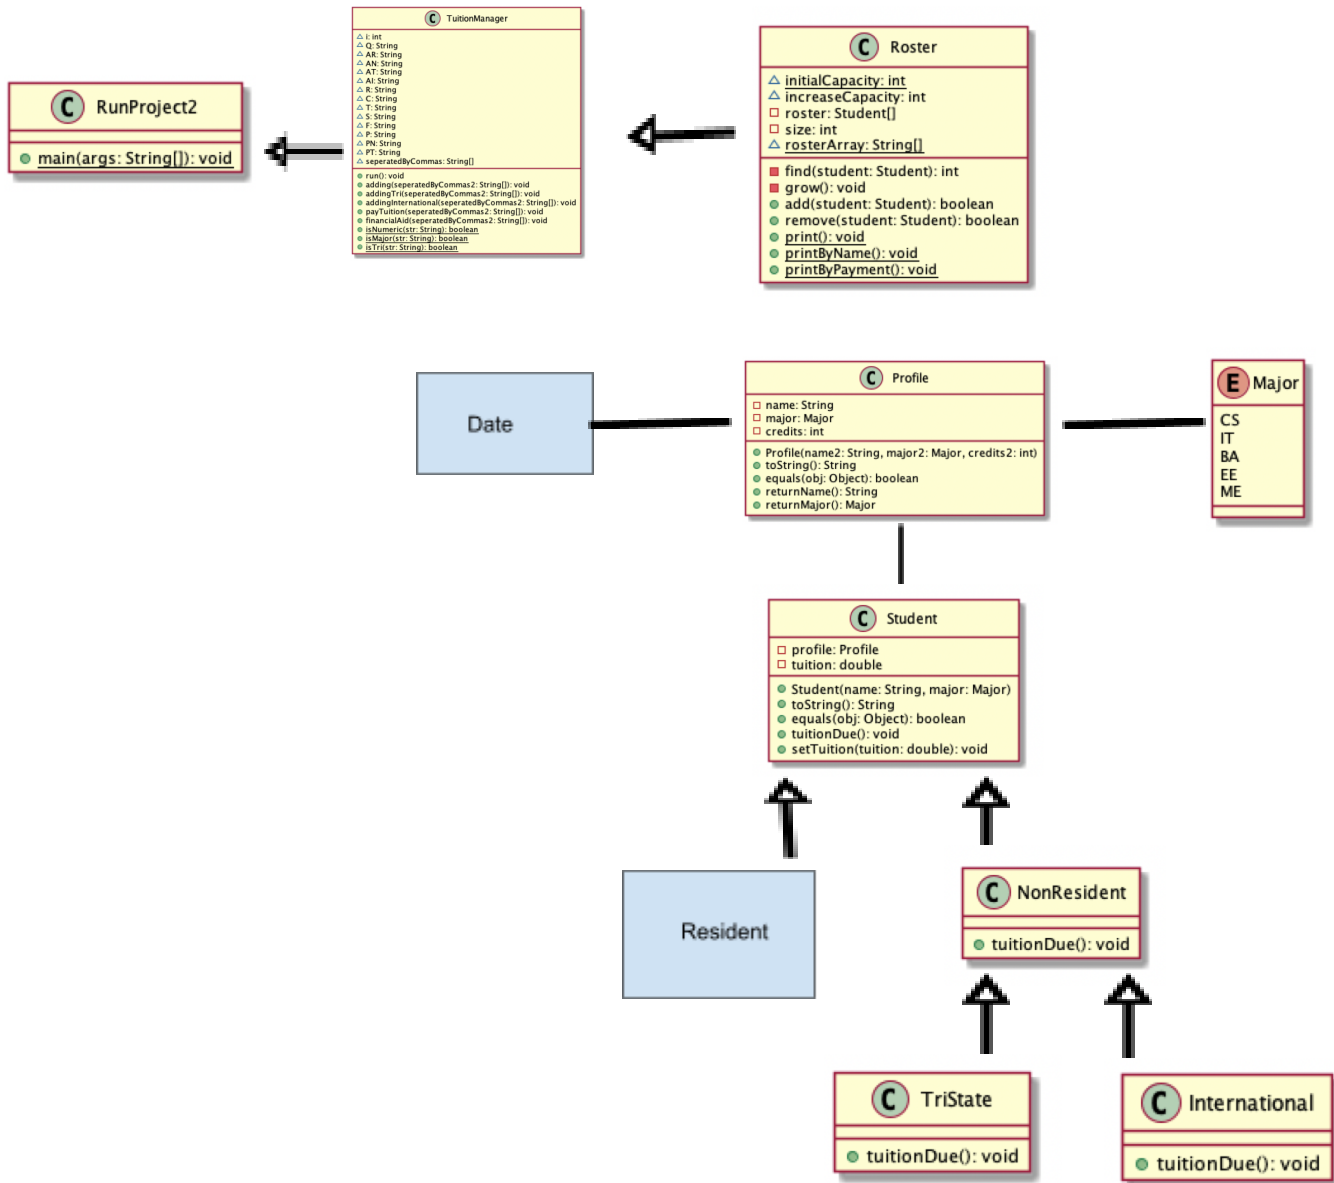 C TuitionManager
i: int
Q: String
AR: String
AN: String
AT: String
AI: String
R: String
C: String
T: String
S: String
F: String
P: String
PN: String
PT: String
seperatedByCommas: String[]
run(): void
adding(seperatedByCommas2: String[]): void
addingTri(seperatedByCommas2: String[]): void
addingInternational(seperatedByCommas2: String[]): void
payTuition(seperatedByCommas2: String[]): void
financialAid(seperatedByCommas2: String[]): void
isNumeric(str: String): boolean
isMajor(str: String): boolean
isTri(str: String): boolean
C RunProject2
main(args: String[]): void
C Roster
initialCapacity: int
increaseCapacity: int
roster: Student[]
size: int
rosterArray: String[]
find(student: Student): int
grow(): void
add(student: Student): boolean
remove(student: Student): boolean
print(): void
printByName(): void
printByPayment(): void
Date
C Profile
name: String
major: Major
credits: int
Profile(name2: String, major2: Major, credits2: int)
toString(): String
equals(obj: Object): boolean
returnName(): String
returnMajor(): Major
E Major
CS
IT
BA
EE
ME
C Student
profile: Profile
tuition: double
Student(name: String, major: Major)
toString(): String
equals(obj: Object): boolean
tuitionDue(): void
setTuition(tuition: double): void
Resident
C NonResident
tuitionDue(): void
C TriState
tuitionDue(): void
C International
tuitionDue(): void